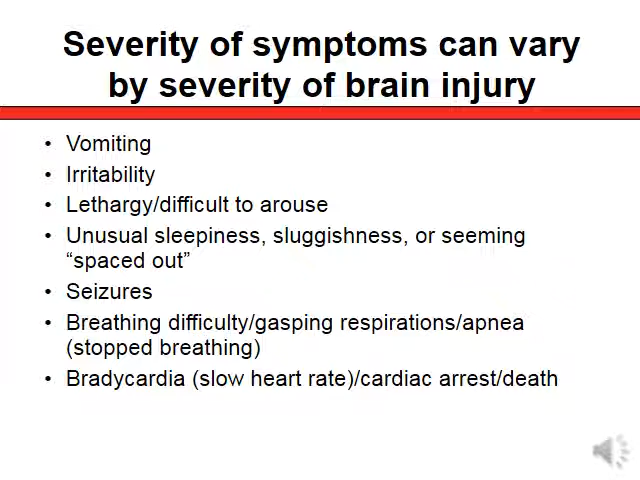 Severity of symptoms can vary
by severity of brain injury
• Vomiting
• Irritability
• Lethargy/difficult to arouse
• Unusual sleepiness, sluggishness, or seeming
“spaced out”
• Seizures
• Breathing difficulty/gasping respirations/apnea
(stopped breathing)
• Bradycardia (slow heart rate)/cardiac arrest/death